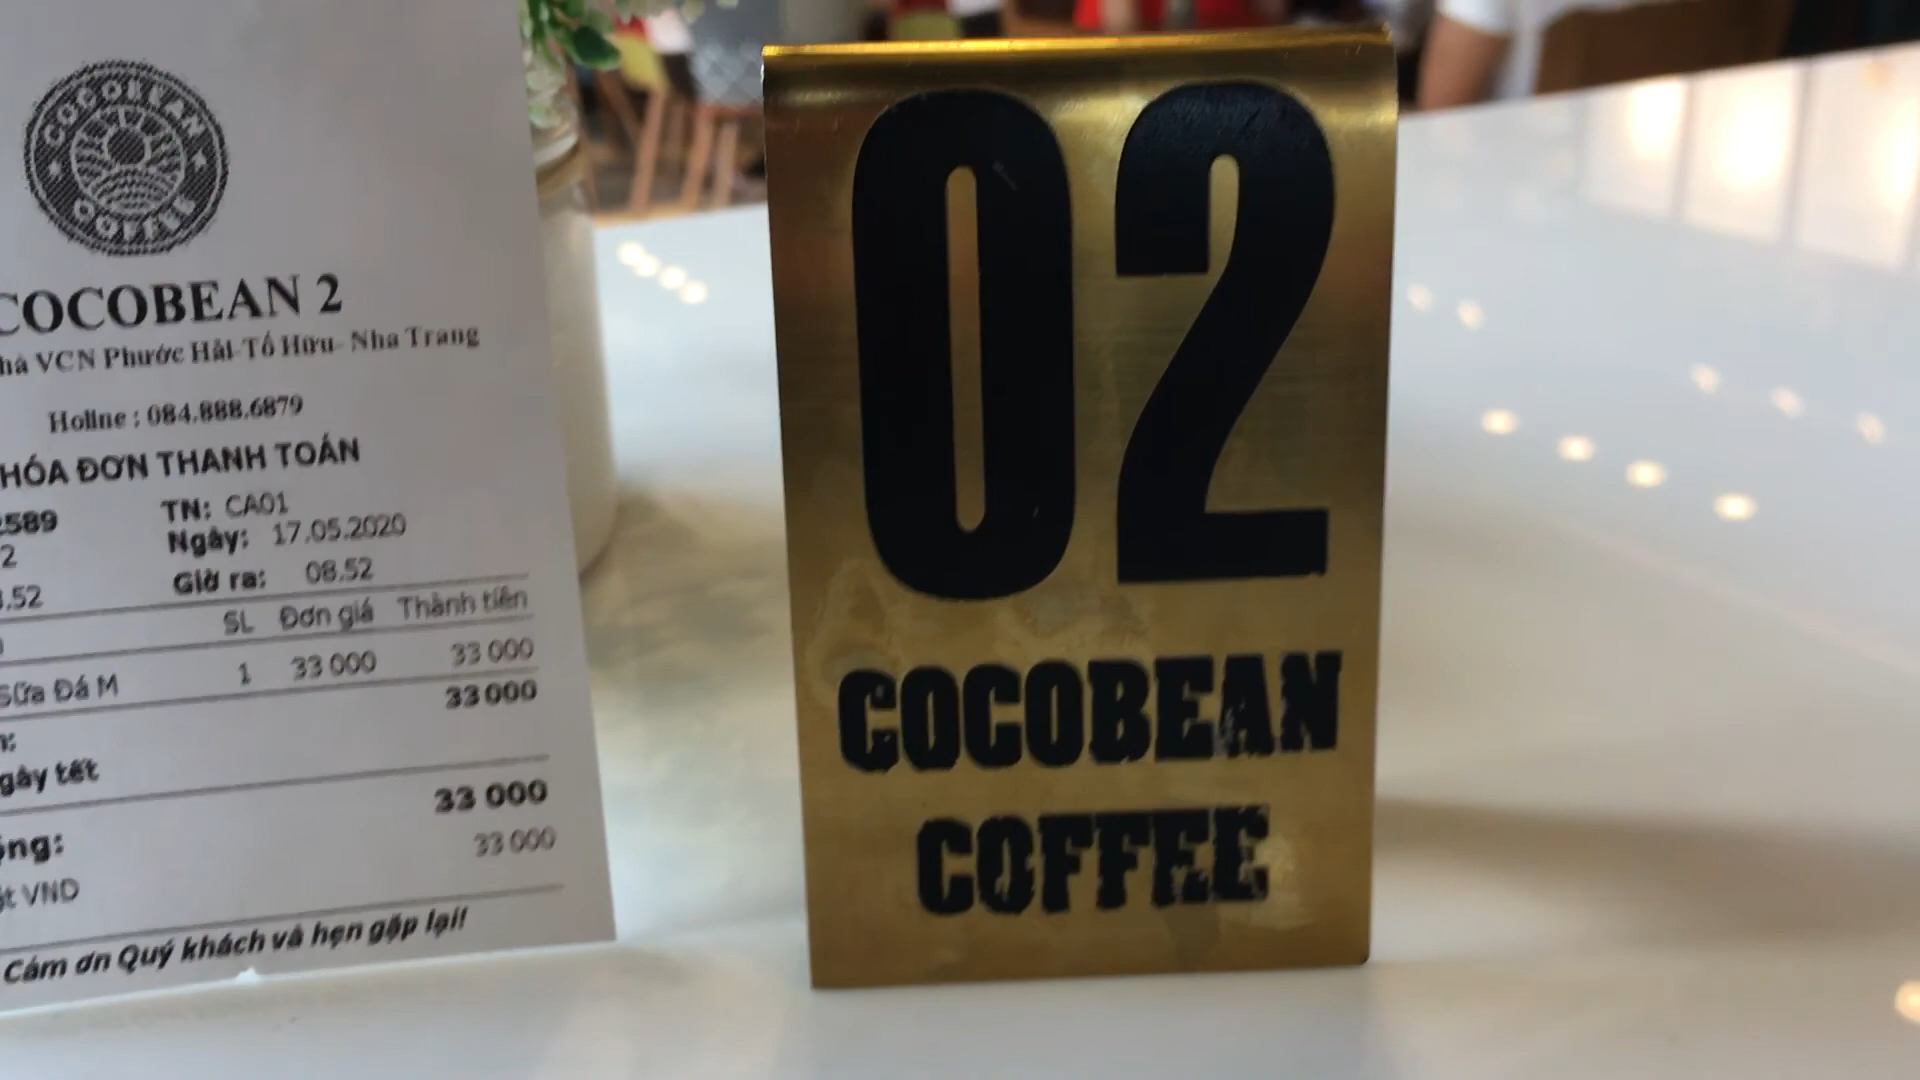 COCOBEAN
COFFEE
COCOBEAN 2
VCN Phước Hải-Tố Hữu- Nha Trang
Holine : 084.888.6879
HÓA ĐƠN THANH TOÁN
2589 TN: CA01
2 Ngày: 17.05.2020
.52 Giờ ra: 08.52
SL Đơn giá Thành tiền
Sữa Đá M 1 33 000 33 000
33 000
gày tết
33 000
ộng:
33 000
VND
Cám ơn Quý khách và hẹn gặp lại!
02
COCOBEAN
COFFEE